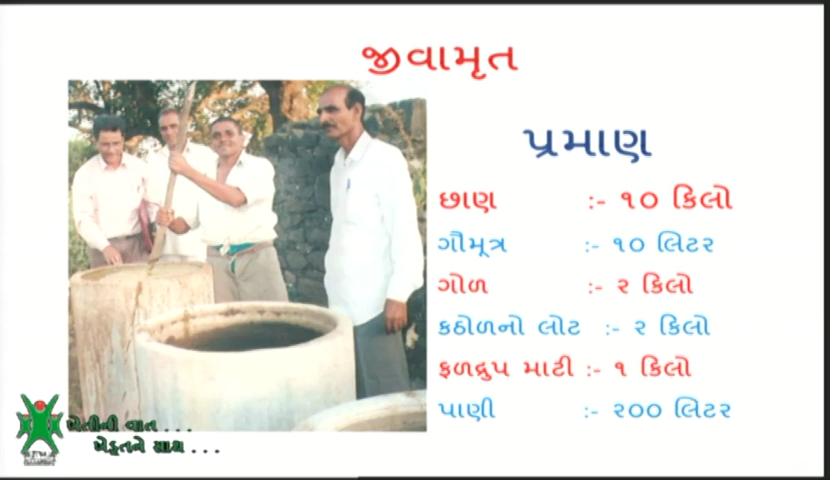 જીવામૃત
પ્રમાણ
છાણ :- ૧૦ કિલો
ગૌમૂત્ર :- ૧૦ લિટર
ગોળ :- ૨ કિલો
કઠોળનો લોટ :- ૨ કિલો
ફળદ્રુપ માટી :- ૧ કિલો
પાણી :- ૨૦૦ લિટર
ખેતીની વાત . . .
ખેડૂતને સાથ . . .